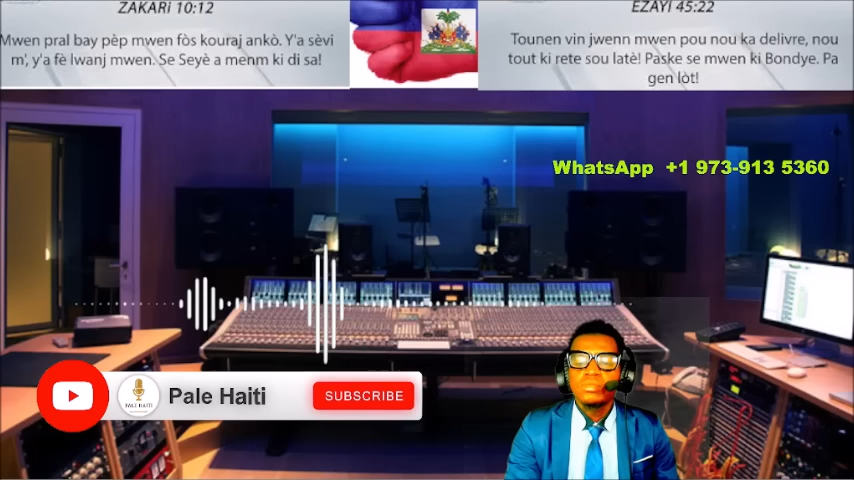 ZAKARi 10:12
Mwen pral bay pèp mwen fòs kouraj ankò. Y'a sèvi
m', y'a fè lwanj mwen. Se Seyè a menm ki di sa!
EZAYI 45:22
Tounen vin jwenn mwen pou nou ka delivre, nou
tout ki rete sou latè! Paske se mwen ki Bondye. Pa
gen lòt!
WhatsApp +1 973-913 5360
PALE HAITI
Pale Haiti
SUBSCRIBE